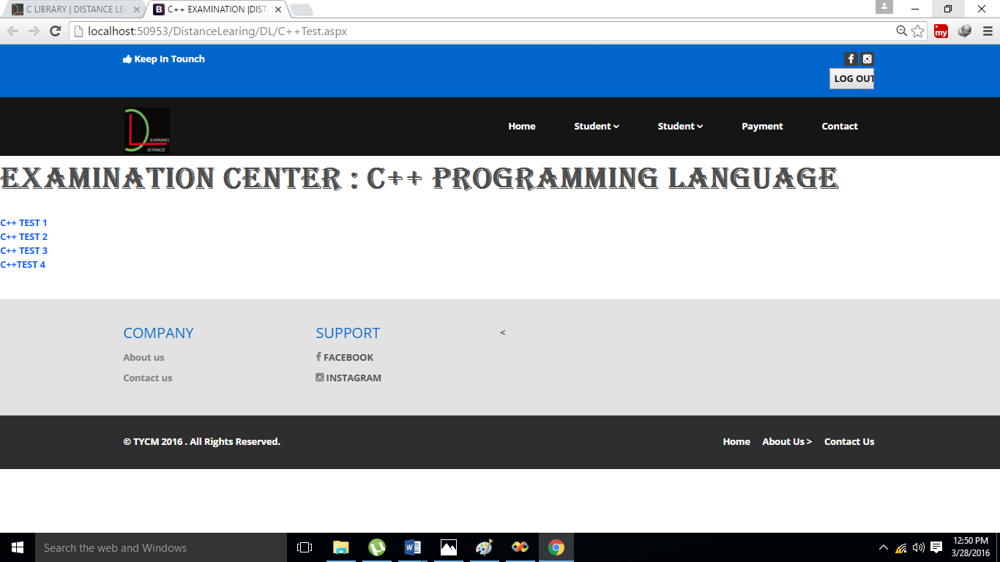 C LIBRARY | DISTANCE LEA
C++ EXAMINATION |DIST
localhost:50953/DistanceLearing/DL/C++Test.aspx
my
Keep In Tounch
LOG OUT
EARNING
ISTANCE
Home Student Student Payment Contact
EXAMINATION CENTER : C++ PROGRAMMING LANGUAGE
C++ TEST 1
C++ TEST 2
C++ TEST 3
C++TEST 4
COMPANY SUPPORT <
About us FACEBOOK
Contact us INSTAGRAM
© TYCM 2016 . All Rights Reserved. Home About Us > Contact Us
Search the web and Windows
12:50 PM
3/28/2016